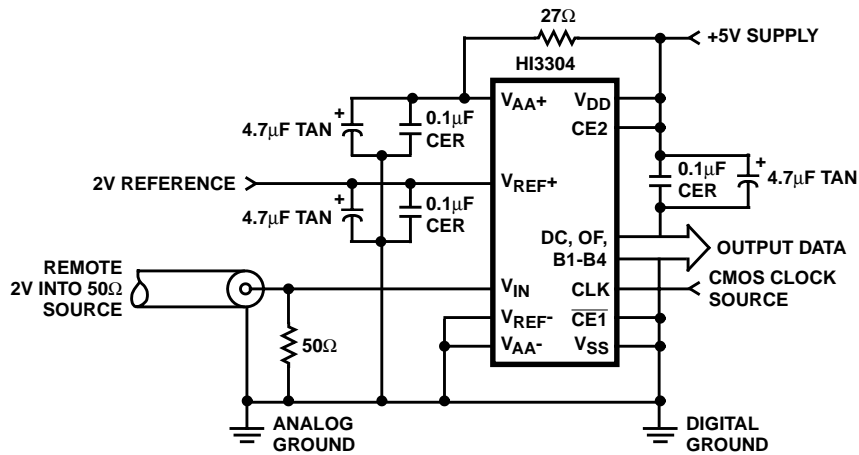 27Ω
+5V SUPPLY
HI3304
VAA+
VDD
CE2
4.7µF TAN
+
0.1µF
CER
2V REFERENCE
VREF+
4.7µF TAN
+
0.1µF
CER
0.1µF
CER
+
4.7µF TAN
DC, OF,
B1-B4
OUTPUT DATA
REMOTE
2V INTO 50Ω
SOURCE
VIN
CLK
CMOS CLOCK
SOURCE
VREF-
CE1
50Ω
VAA-
VSS
ANALOG
GROUND
DIGITAL
GROUND